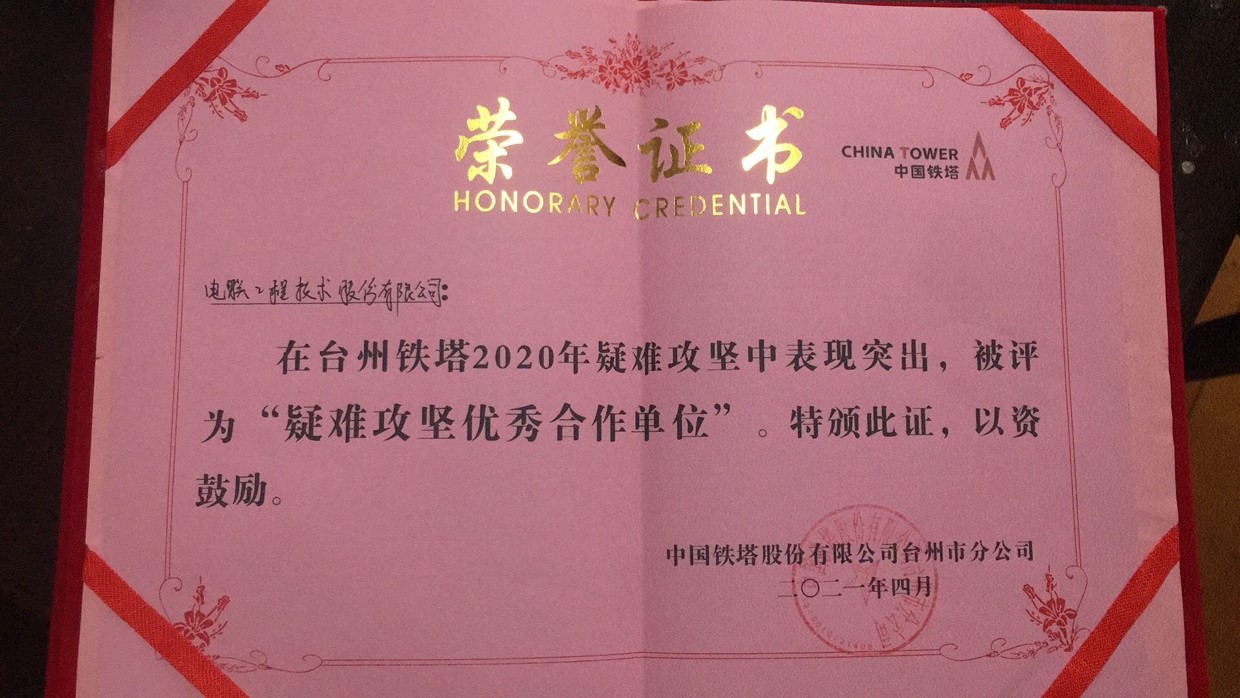 荣誉证书
HONORARY CREDENTIAL
CHINA TOWER
中国铁塔
电联工程技术股份有限公司:
在台州铁塔2020年疑难攻坚中表现突出，被评
为“疑难攻坚优秀合作单位”。特颁此证，以资
鼓励。
中国铁塔股份有限公司台州市分公司
二〇二一年四月